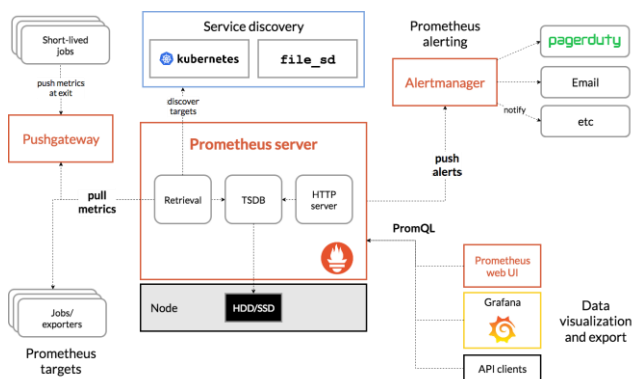 Short-lived
jobs
push metrics
at exit
Pushgateway
Service discovery
kubernetes
file_sd
discover
targets
Prometheus
alerting
Alertmanager
pagerduty
Email
etc
notify
Prometheus server
Retrieval
TSDB
HTTP
server
pull
metrics
push
alerts
PromQL
Node
HDD/SSD
Jobs/
exporters
Prometheus
targets
Prometheus
web UI
Grafana
API clients
Data
visualization
and export